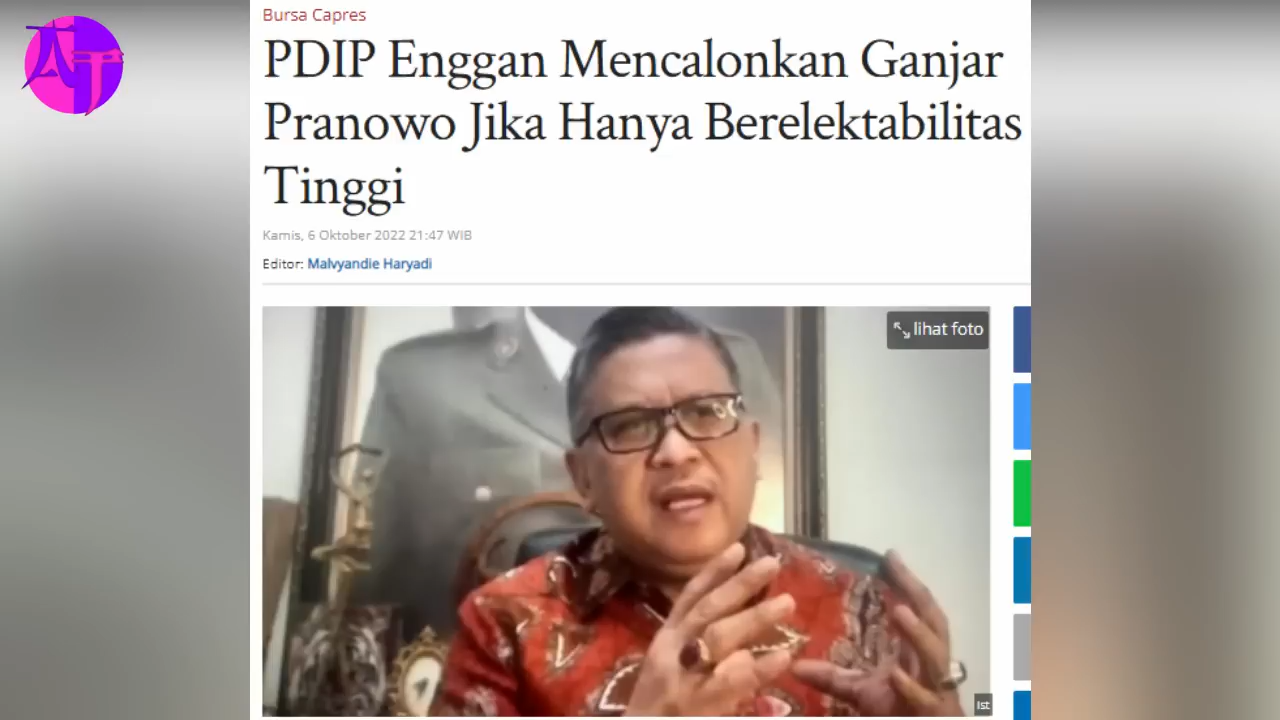 AT
Bursa Capres
PDIP Enggan Mencalonkan Ganjar
Pranowo Jika Hanya Berelektabilitas
Tinggi
Kamis, 6 Oktober 2022 21:47 WIB
Editor: Malvyandie Haryadi
lihat foto
Ist